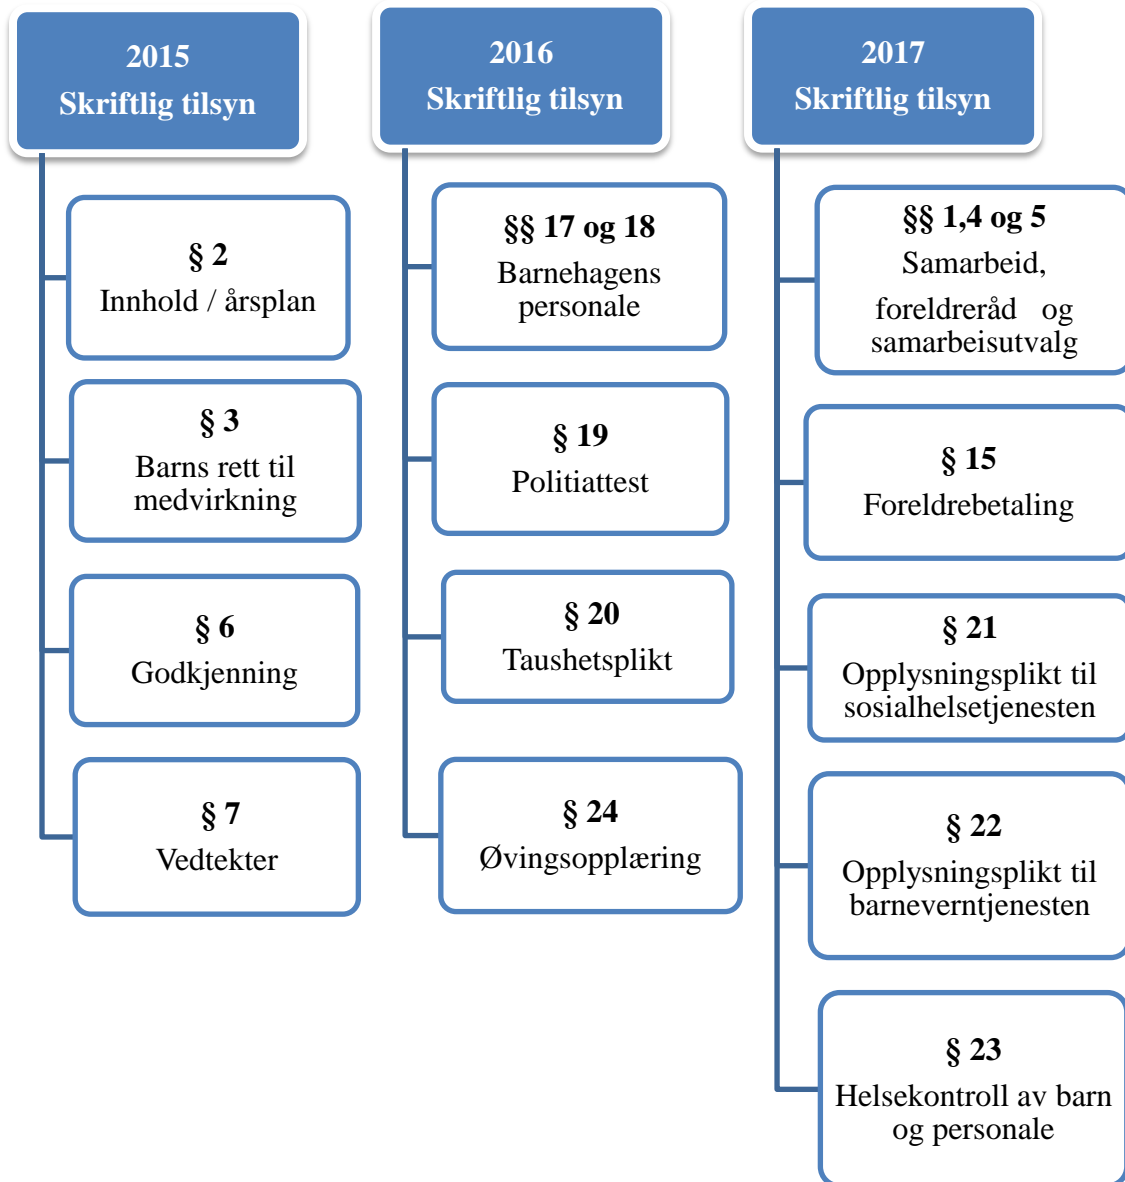 2015
Skriftlig tilsyn
§ 2
Innhold / årsplan
§ 3
Barns rett til
medvirkning
§ 6
Godkjenning
§ 7
Vedtekter
2016
Skriftlig tilsyn
§§ 17 og 18
Barnehagens
personale
§ 19
Politiattest
§ 20
Taushetsplikt
§ 24
Øvingsopplæring
2017
Skriftlig tilsyn
§§ 1,4 og 5
Samarbeid,
foreldreråd og
samarbeisutvalg
§ 15
Foreldrebetaling
§ 21
Opplysningsplikt til
sosialhelsetjenesten
§ 22
Opplysningsplikt til
barneverntjenesten
§ 23
Helsekontroll av barn
og personale